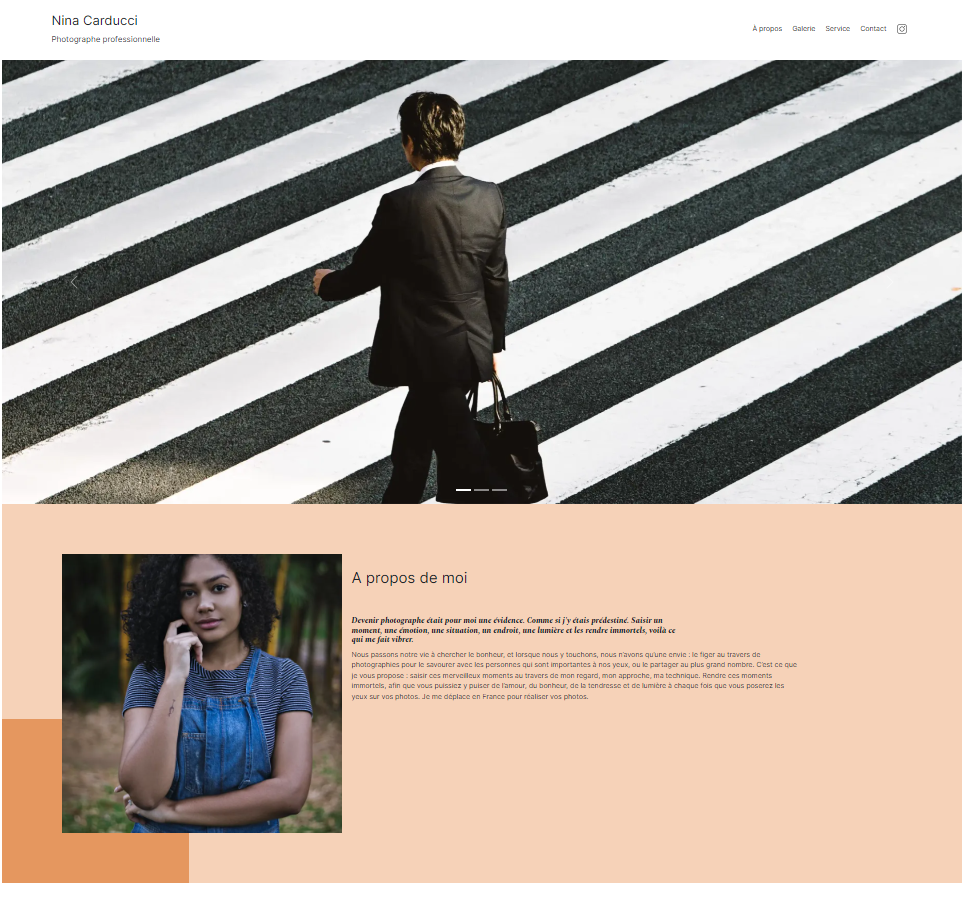 Nina Carducci
Photographe professionnelle
À propos
Galerie
Service
Contact
A propos de moi
Devenir photographe était pour moi une évidence. Comme si j'y étais prédestiné. Saisir un
moment, une émotion, une situation, un endroit, une lumière et les rendre immortels, voilà ce
qui me fait vibrer.
Nous passons notre vie à chercher le bonheur, et lorsque nous y touchons, nous n'avons qu'une envie : le figer au travers de
photographies pour le savourer avec les personnes qui sont importantes à nos yeux, ou le partager au plus grand nombre. C'est ce que
je vous propose : saisir ces merveilleux moments au travers de mon regard, mon approche, ma technique. Rendre ces moments
immortels, afin que vous puissiez y puiser de l'amour, du bonheur, de la tendresse et de lumière à chaque fois que vous poserez les
yeux sur vos photos. Je me déplace en France pour réaliser vos photos.